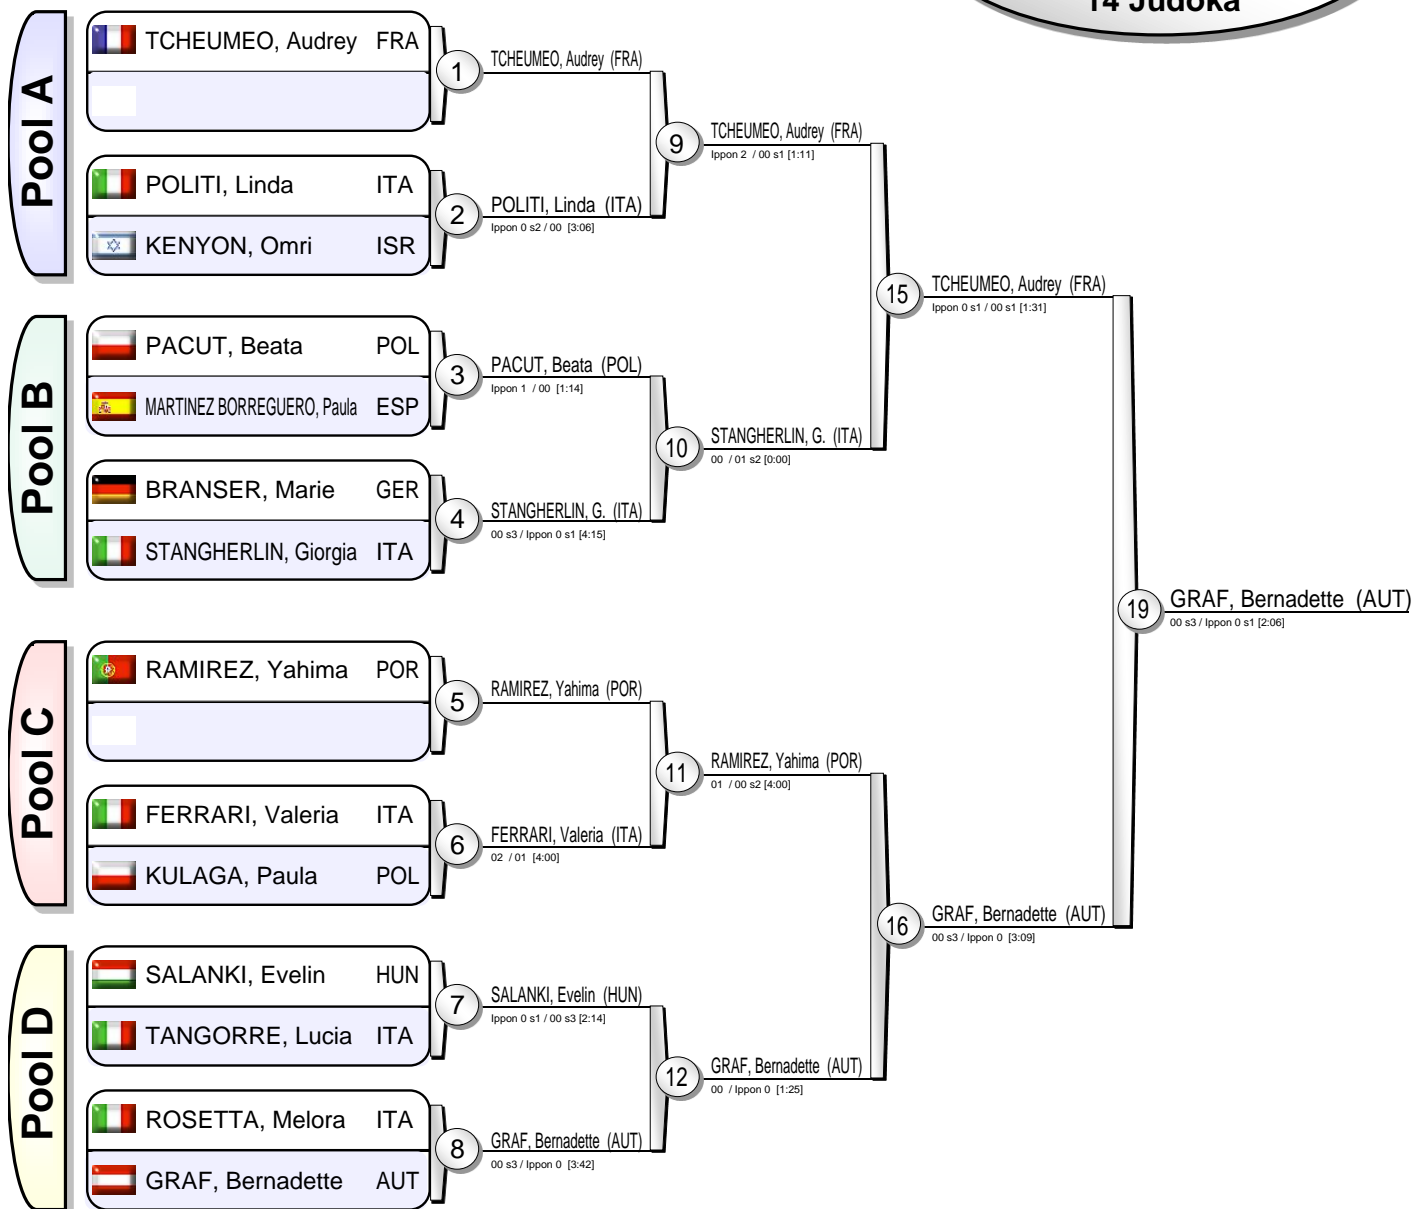 14 Judoka
Pool A
TCHEUMEO, Audrey FRA
1
TCHEUMEO, Audrey (FRA)
POLITI, Linda ITA
KENYON, Omri ISR
2
POLITI, Linda (ITA)
Ippon 0 s2 / 00 [3:06]
9
TCHEUMEO, Audrey (FRA)
Ippon 2 / 00 s1 [1:11]
Pool B
PACUT, Beata POL
MARTINEZ BORREGUERO, Paula ESP
3
PACUT, Beata (POL)
Ippon 1 / 00 [1:14]
BRANSER, Marie GER
STANGHERLIN, Giorgia ITA
4
STANGHERLIN, G. (ITA)
00 s3 / Ippon 0 s1 [4:15]
10
STANGHERLIN, G. (ITA)
00 / 01 s2 [0:00]
15
TCHEUMEO, Audrey (FRA)
Ippon 0 s1 / 00 s1 [1:31]
Pool C
RAMIREZ, Yahima POR
5
RAMIREZ, Yahima (POR)
FERRARI, Valeria ITA
KULAGA, Paula POL
6
FERRARI, Valeria (ITA)
02 / 01 [4:00]
11
RAMIREZ, Yahima (POR)
01 / 00 s2 [4:00]
Pool D
SALANKI, Evelin HUN
TANGORRE, Lucia ITA
7
SALANKI, Evelin (HUN)
Ippon 0 s1 / 00 s3 [2:14]
ROSETTA, Melora ITA
GRAF, Bernadette AUT
8
GRAF, Bernadette (AUT)
00 s3 / Ippon 0 [3:42]
12
GRAF, Bernadette (AUT)
00 / Ippon 0 [1:25]
16
GRAF, Bernadette (AUT)
00 s3 / Ippon 0 [3:09]
19
GRAF, Bernadette (AUT)
00 s3 / Ippon 0 s1 [2:06]